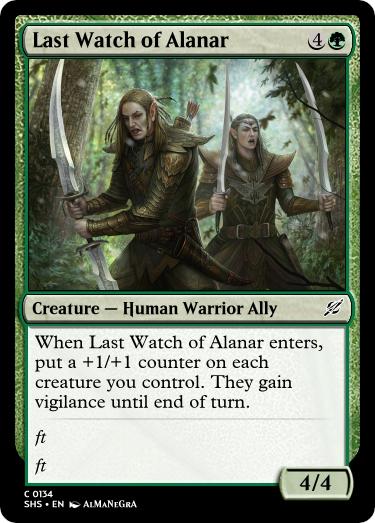 Last Watch of Alanar 4
Creature — Human Warrior Ally
When Last Watch of Alanar enters,
put a +1/+1 counter on each
creature you control. They gain
vigilance until end of turn.
ft
ft
4/4
C 0134
SHS • EN ALMANEGRA